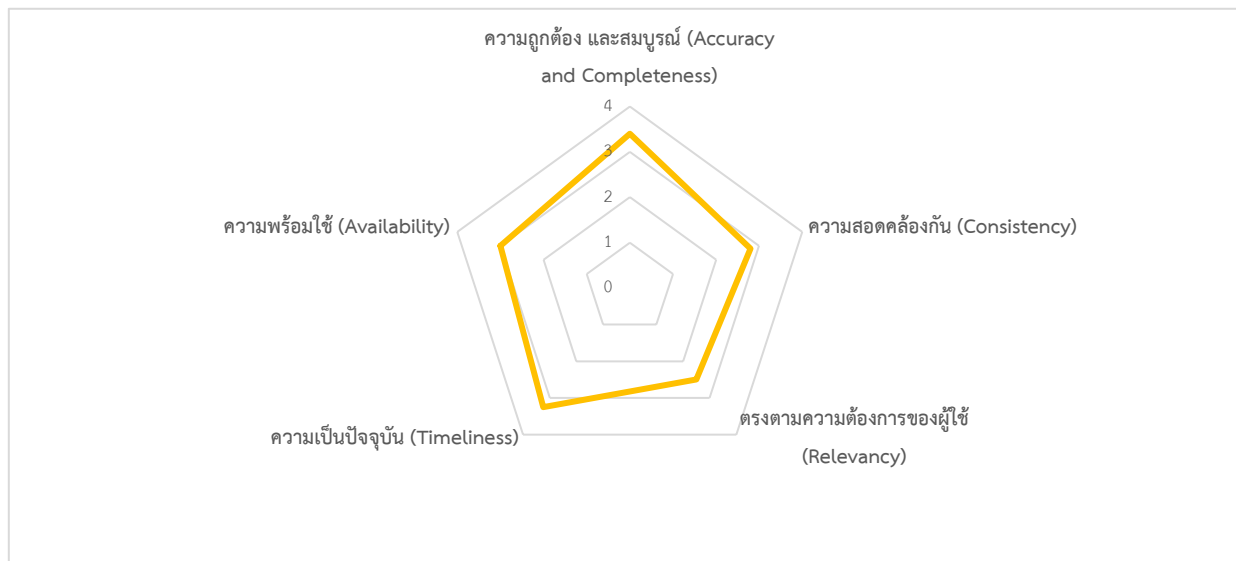 ความถูกต้อง และสมบูรณ์ (Accuracy
and Completeness)
4
3
2
1
0
ความพร้อมใช้ (Availability)
ความสอดคล้องกัน (Consistency)
ตรงตามความต้องการของผู้ใช้
(Relevancy)
ความเป็นปัจจุบัน (Timeliness)